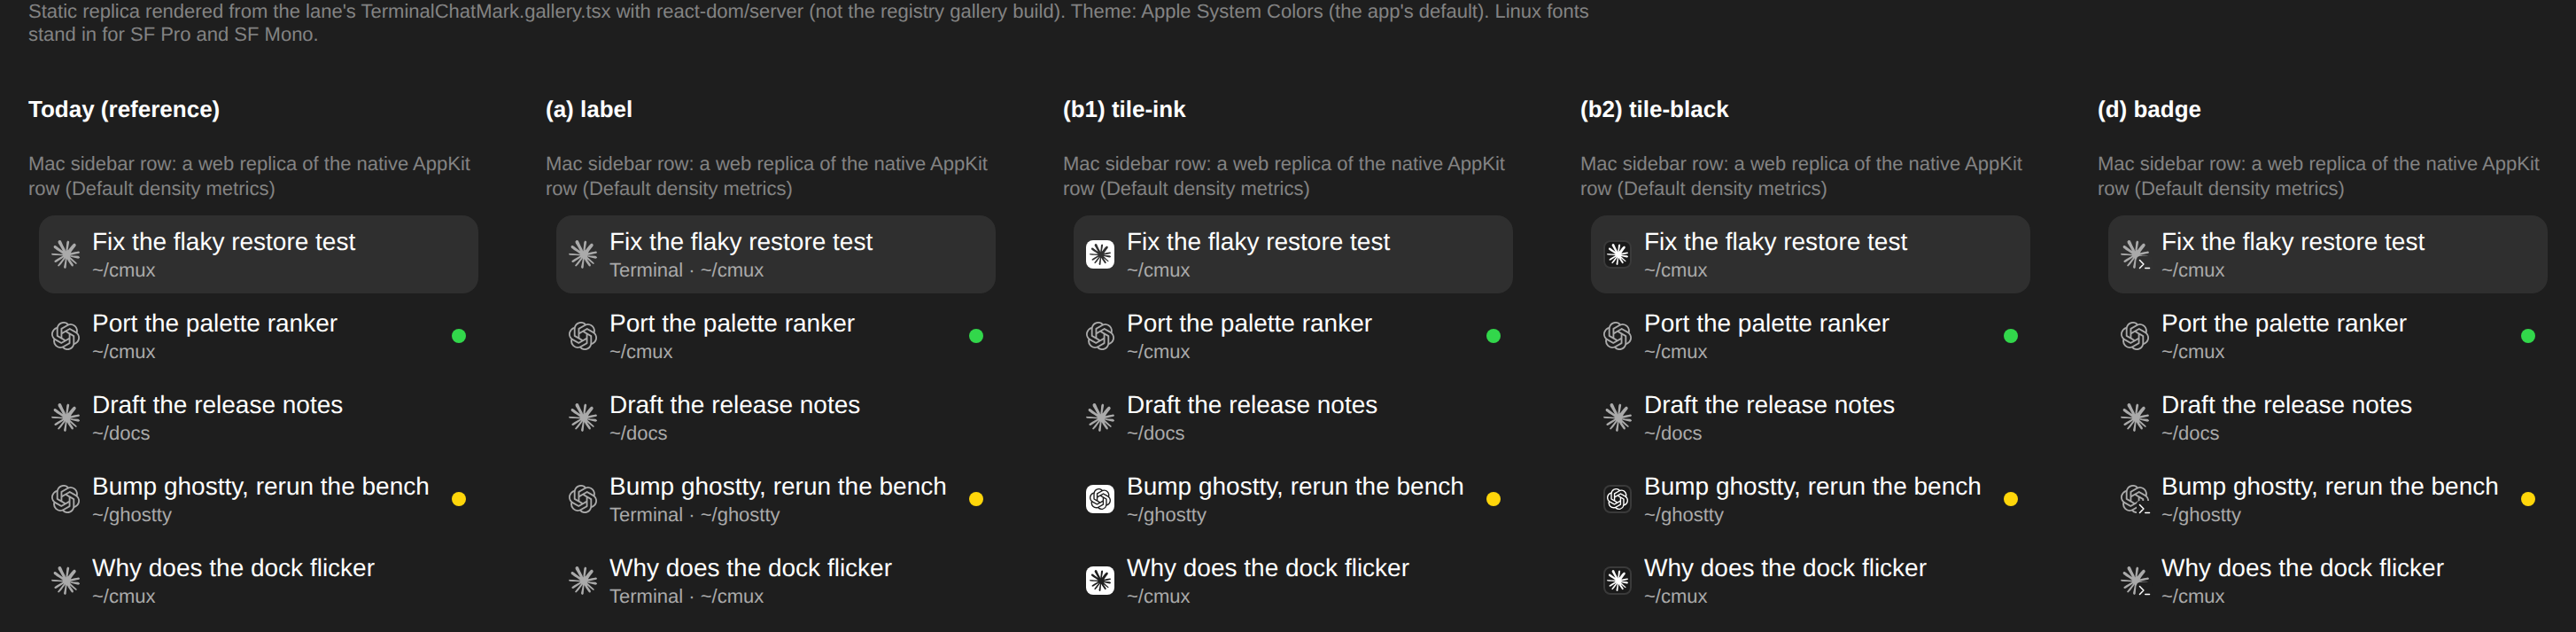 Static replica rendered from the lane's TerminalChatMark.gallery.tsx with react-dom/server (not the registry gallery build). Theme: Apple System Colors (the app's default). Linux fonts
stand in for SF Pro and SF Mono.
Today (reference)
Mac sidebar row: a web replica of the native AppKit
row (Default density metrics)
Fix the flaky restore test
~/cmux
Port the palette ranker
~/cmux
Draft the release notes
~/docs
Bump ghostty, rerun the bench
~/ghostty
Why does the dock flicker
~/cmux
(a) label
Mac sidebar row: a web replica of the native AppKit
row (Default density metrics)
Fix the flaky restore test
Terminal · ~/cmux
Port the palette ranker
~/cmux
Draft the release notes
~/docs
Bump ghostty, rerun the bench
Terminal · ~/ghostty
Why does the dock flicker
Terminal · ~/cmux
(b1) tile-ink
Mac sidebar row: a web replica of the native AppKit
row (Default density metrics)
Fix the flaky restore test
~/cmux
Port the palette ranker
~/cmux
Draft the release notes
~/docs
Bump ghostty, rerun the bench
~/ghostty
Why does the dock flicker
~/cmux
(b2) tile-black
Mac sidebar row: a web replica of the native AppKit
row (Default density metrics)
Fix the flaky restore test
~/cmux
Port the palette ranker
~/cmux
Draft the release notes
~/docs
Bump ghostty, rerun the bench
~/ghostty
Why does the dock flicker
~/cmux
(d) badge
Mac sidebar row: a web replica of the native AppKit
row (Default density metrics)
Fix the flaky restore test
~/cmux
Port the palette ranker
~/cmux
Draft the release notes
~/docs
Bump ghostty, rerun the bench
~/ghostty
Why does the dock flicker
~/cmux